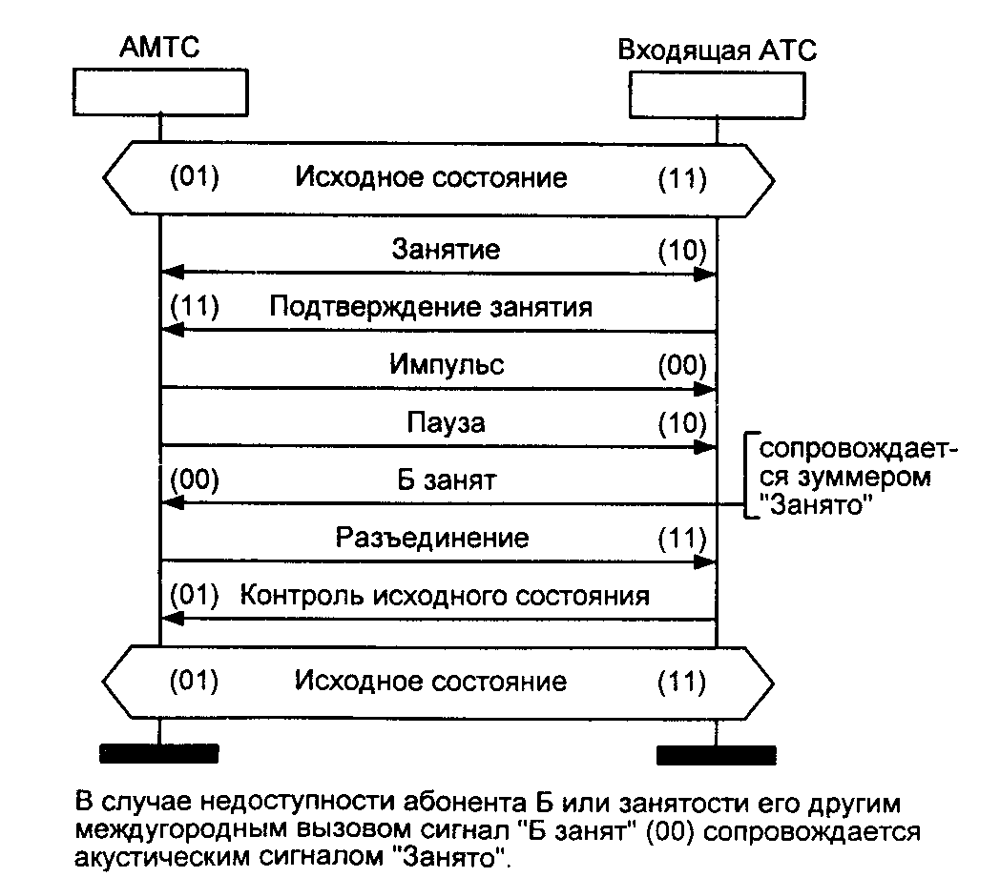 АМТС
Входящая АТС
(01) Исходное состояние (11)
Занятие (10)
(11) Подтверждение занятия
Импульс (00)
Пауза (10)
сопровождает-
ся зуммером
"Занято"
(00) Б занят
Разъединение (11)
(01) Контроль исходного состояния
(01) Исходное состояние (11)
В случае недоступности абонента Б или занятости его другим
междугородным вызовом сигнал "Б занят" (00) сопровождается
акустическим сигналом "Занято".